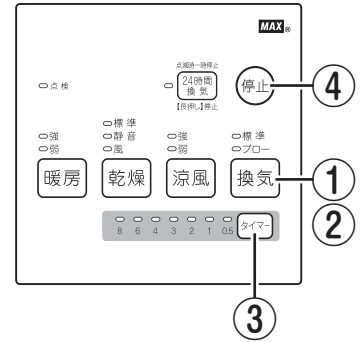 MAX®
点滅時一時停止
点検
24時間
換気
停止
④
【長押し】停止
標準
強 静音 強 標準
弱 風 弱 ブロー
暖房 乾燥 涼風 換気
①
②
8 6 4 3 2 1 0.5 タイマー
③